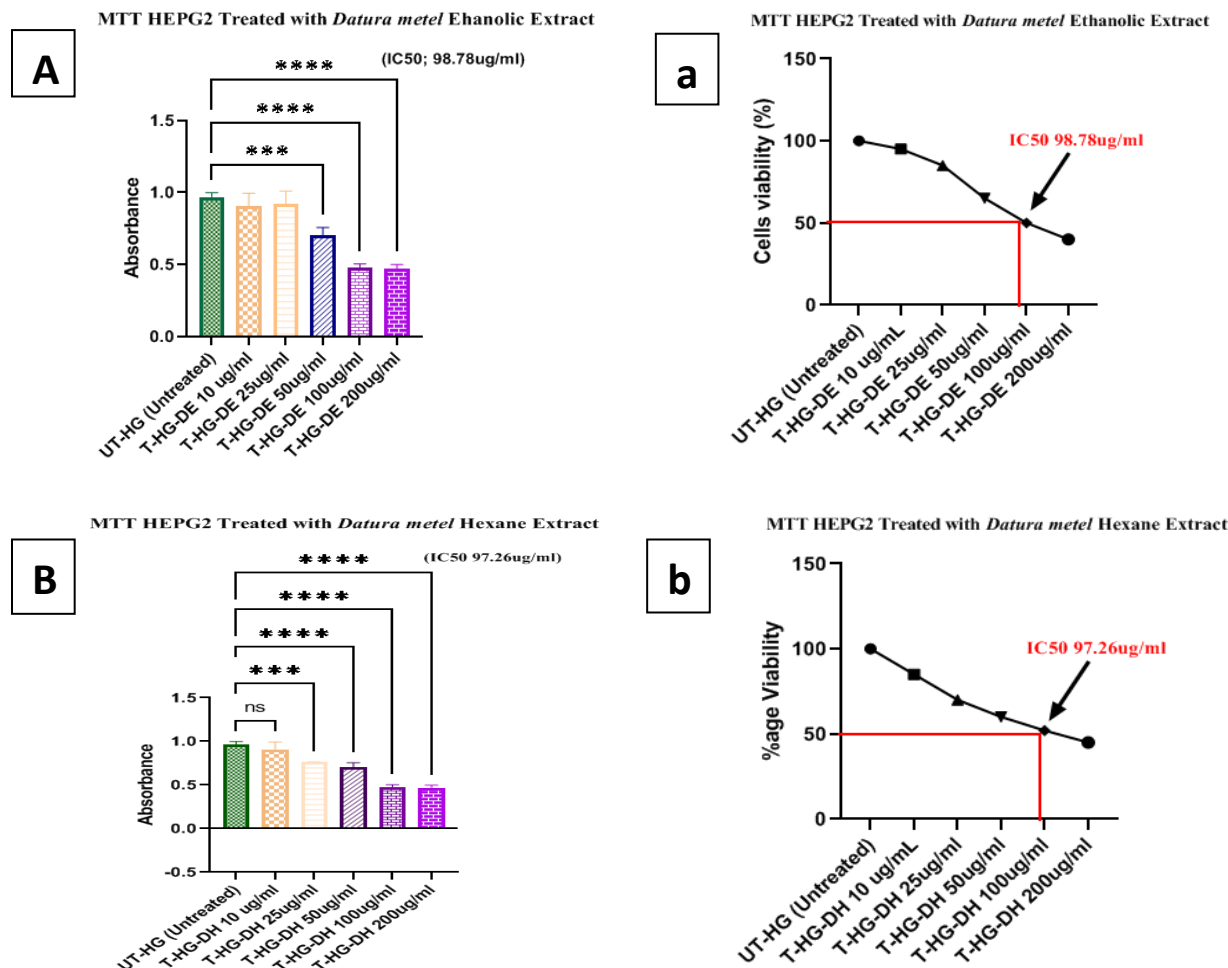 MTT HEPG2 Treated with Datura metel Ehanolic Extract
A
(IC50; 98.78ug/ml)
****
****
***
Absorbance
1.5
1.0
0.5
0.0
UT-HG (Untreated)
T-HG-DE 10 ug/ml
T-HG-DE 25ug/ml
T-HG-DE 50ug/ml
T-HG-DE 100ug/ml
T-HG-DE 200ug/ml
MTT HEPG2 Treated with Datura metel Ethanolic Extract
a
Cells viability (%)
150
100
50
0
IC50 98.78ug/ml
UT-HG (Untreated)
T-HG-DE 10 ug/mL
T-HG-DE 25ug/ml
T-HG-DE 50ug/ml
T-HG-DE 100ug/ml
T-HG-DE 200ug/ml
MTT HEPG2 Treated with Datura metel Hexane Extract
B
(IC50 97.26ug/ml)
****
****
****
***
ns
Absorbance
1.5
1.0
0.5
0.0
-0.5
UT-HG (Untreated)
T-HG-DH 10 ug/ml
T-HG-DH 25ug/ml
T-HG-DH 50ug/ml
T-HG-DH 100ug/ml
T-HG-DH 200ug/ml
MTT HEPG2 Treated with Datura metel Hexane Extract
b
%age Viability
150
100
50
0
IC50 97.26ug/ml
UT-HG (Untreated)
T-HG-DH 10 ug/mL
T-HG-DH 25ug/ml
T-HG-DH 50ug/ml
T-HG-DH 100ug/ml
T-HG-DH 200ug/ml